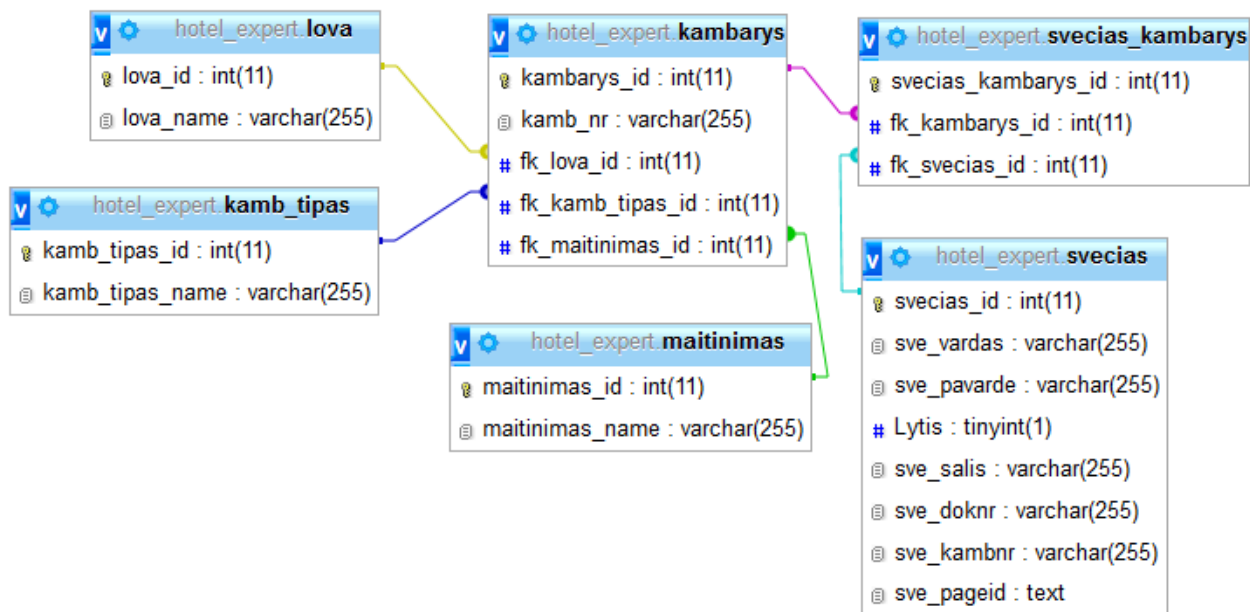 v hotel_expert.lova
lova_id : int(11)
lova_name : varchar(255)
v hotel_expert.kamb_tipas
kamb_tipas_id : int(11)
kamb_tipas_name : varchar(255)
v hotel_expert.kambarys
kambarys_id : int(11)
kamb_nr : varchar(255)
# fk_lova_id : int(11)
# fk_kamb_tipas_id : int(11)
# fk_maitinimas_id : int(11)
v hotel_expert.maitinimas
maitinimas_id : int(11)
maitinimas_name : varchar(255)
v hotel_expert.svecias_kambarys
svecias_kambarys_id : int(11)
# fk_kambarys_id : int(11)
# fk_svecias_id : int(11)
v hotel_expert.svecias
svecias_id : int(11)
sve_vardas : varchar(255)
sve_pavarde : varchar(255)
# Lytis : tinyint(1)
sve_salis : varchar(255)
sve_doknr : varchar(255)
sve_kambnr : varchar(255)
sve_pageid : text